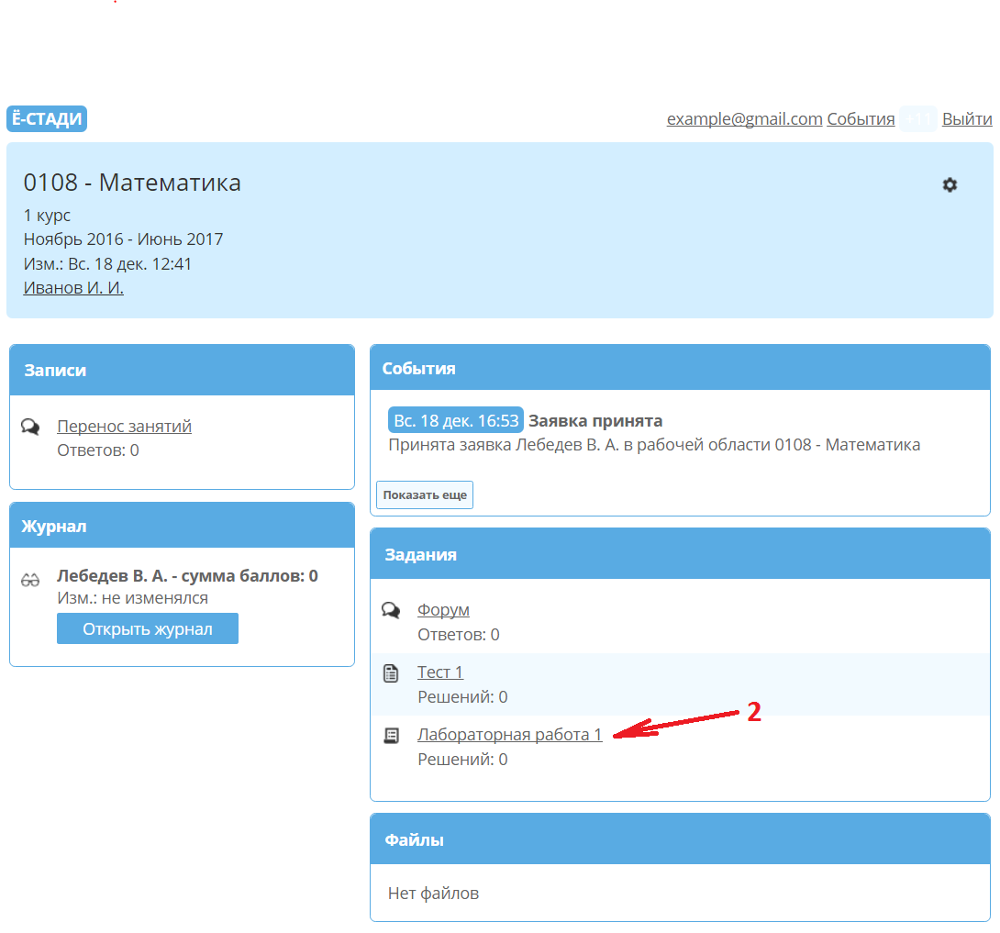 Ё-СТАДИ
example@gmail.com События +11 Выйти
0108 - Математика
1 курс
Ноябрь 2016 - Июнь 2017
Изм.: Вс. 18 дек. 12:41
Иванов И. И.
Записи
Перенос занятий
Ответов: 0
Журнал
Лебедев В. А. - сумма баллов: 0
Изм.: не изменялся
Открыть журнал
События
Вс. 18 дек. 16:53 Заявка принята
Принята заявка Лебедев В. А. в рабочей области 0108 - Математика
Показать еще
Задания
Форум
Ответов: 0
Тест 1
Решений: 0
Лабораторная работа 1
2
Решений: 0
Файлы
Нет файлов